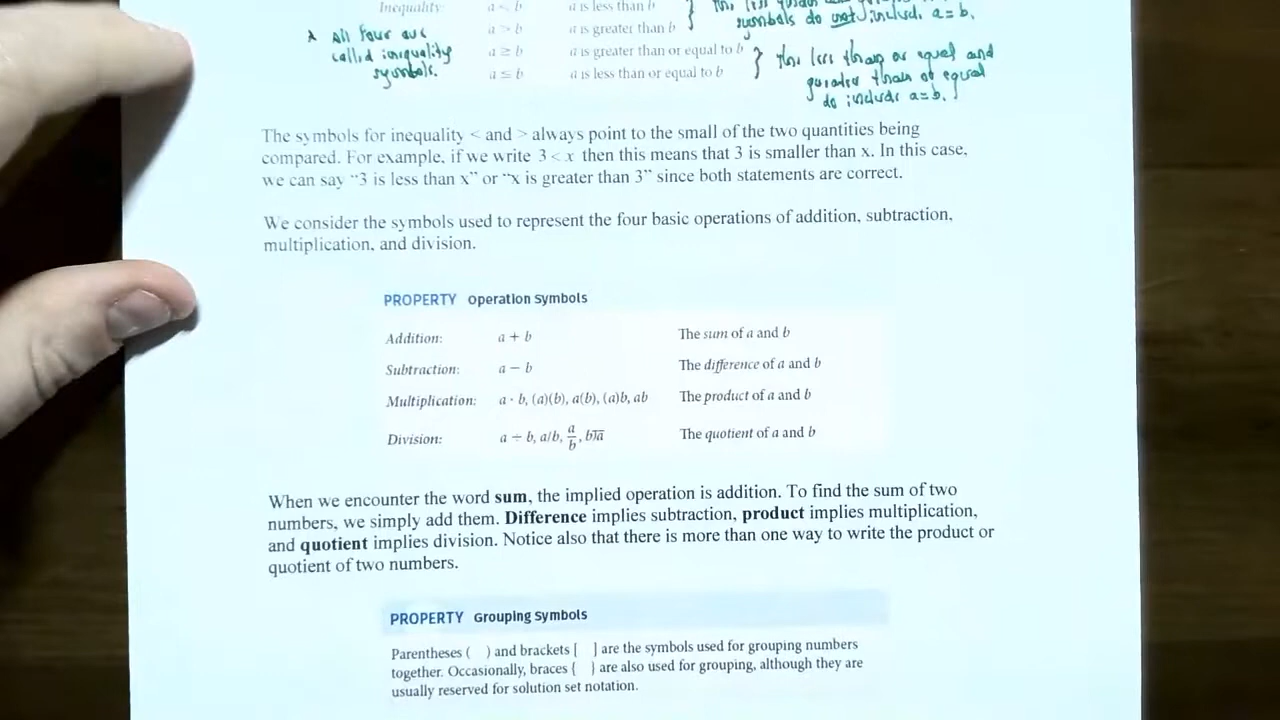 Inequality: a < b a is less than b
symbols do not include a = b.
a > b a is greater than b
* All four are
called inequality
symbols.
a ≥ b a is greater than or equal to b
a ≤ b a is less than or equal to b
the less than or equal and
greater than or equal
do include a = b.
The symbols for inequality < and > always point to the small of the two quantities being
compared. For example, if we write 3 < x then this means that 3 is smaller than x. In this case,
we can say “3 is less than x” or “x is greater than 3” since both statements are correct.
We consider the symbols used to represent the four basic operations of addition, subtraction,
multiplication, and division.
PROPERTY Operation Symbols
Addition: a + b The sum of a and b
Subtraction: a − b The difference of a and b
Multiplication: a · b, (a)(b), a(b), (a)b, ab The product of a and b
Division: a ÷ b, a/b, a/b, b)a The quotient of a and b
When we encounter the word sum, the implied operation is addition. To find the sum of two
numbers, we simply add them. Difference implies subtraction, product implies multiplication,
and quotient implies division. Notice also that there is more than one way to write the product or
quotient of two numbers.
PROPERTY Grouping Symbols
Parentheses ( ) and brackets [ ] are the symbols used for grouping numbers
together. Occasionally, braces { } are also used for grouping, although they are
usually reserved for solution set notation.